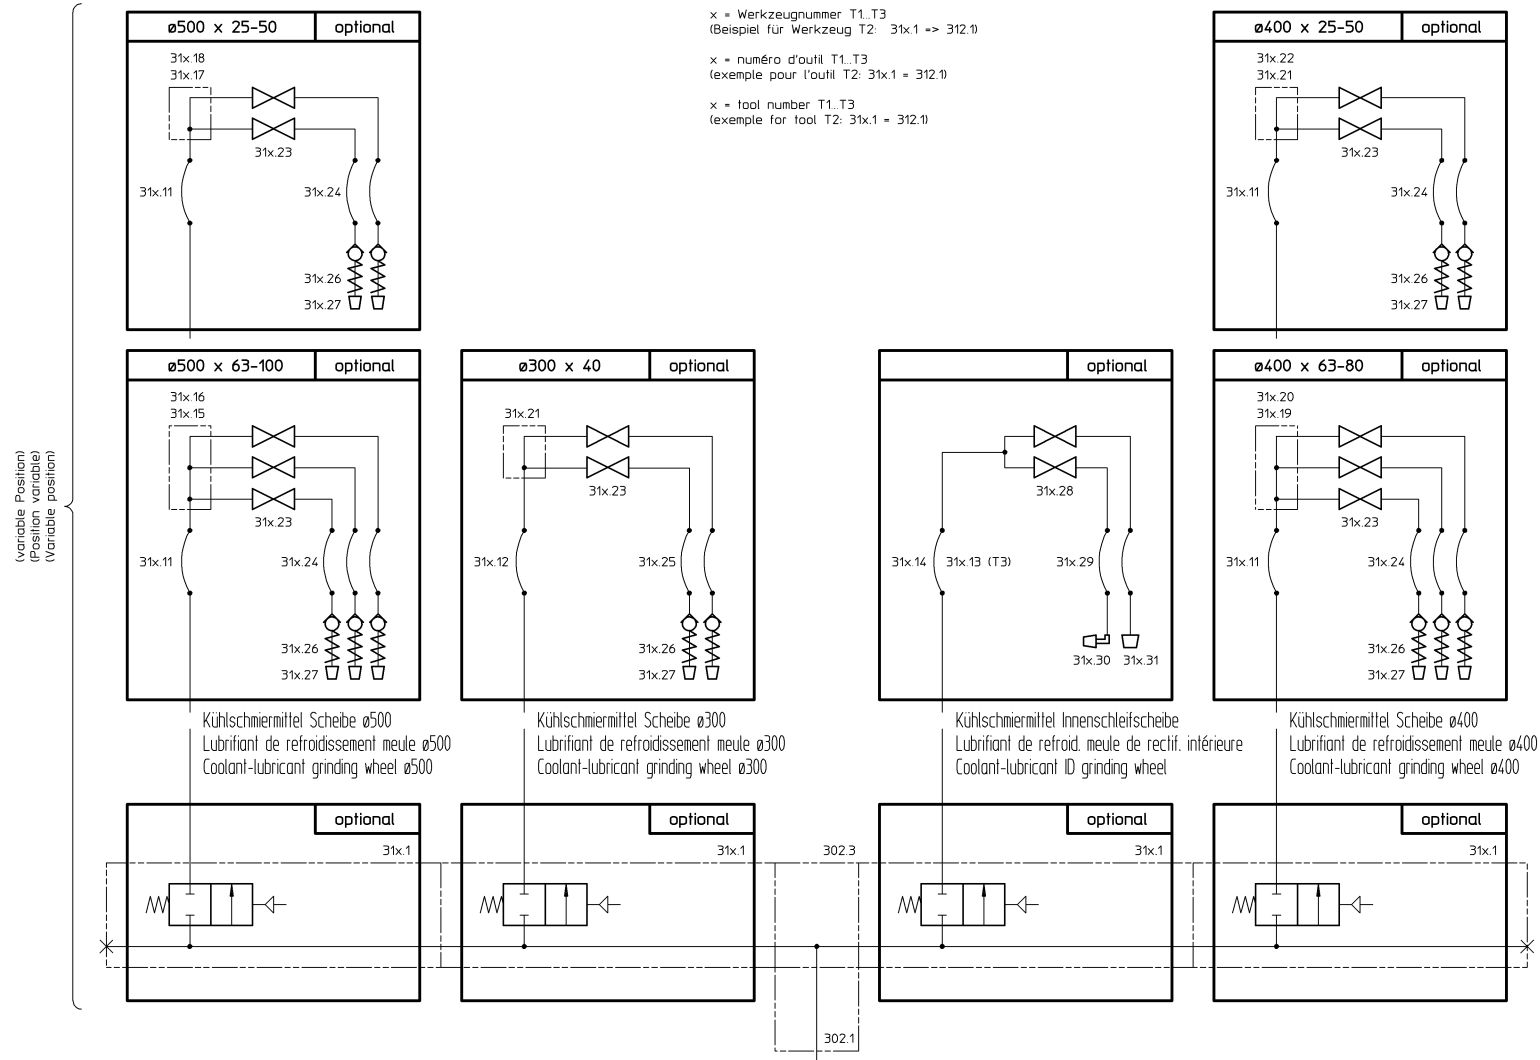 ø500 x 25-50
optional
31x.18
31x.17
31x.23
31x.11
31x.24
31x.26
31x.27
x = Werkzeugnummer T1...T3
(Beispiel für Werkzeug T2: 31x.1 => 312.1)
x = numéro d'outil T1...T3
(exemple pour l'outil T2: 31x.1 = 312.1)
x = tool number T1...T3
(exemple for tool T2: 31x.1 = 312.1)
ø400 x 25-50
optional
31x.22
31x.21
31x.23
31x.11
31x.24
31x.26
31x.27
(variable Position)
(Position variable)
(Variable position)
ø500 x 63-100
optional
31x.16
31x.15
31x.23
31x.11
31x.24
31x.26
31x.27
ø300 x 40
optional
31x.21
31x.23
31x.12
31x.25
31x.26
31x.27
optional
31x.28
31x.14
31x.13 (T3)
31x.29
31x.30
31x.31
ø400 x 63-80
optional
31x.20
31x.19
31x.23
31x.11
31x.24
31x.26
31x.27
Kühlschmiermittel Scheibe ø500
Lubrifiant de refroidissement meule ø500
Coolant-lubricant grinding wheel ø500
Kühlschmiermittel Scheibe ø300
Lubrifiant de refroidissement meule ø300
Coolant-lubricant grinding wheel ø300
Kühlschmiermittel Innenschleifscheibe
Lubrifiant de refroid. meule de rectif. intérieure
Coolant-lubricant ID grinding wheel
Kühlschmiermittel Scheibe ø400
Lubrifiant de refroidissement meule ø400
Coolant-lubricant grinding wheel ø400
optional
31x.1
optional
31x.1
302.3
optional
31x.1
optional
31x.1
302.1